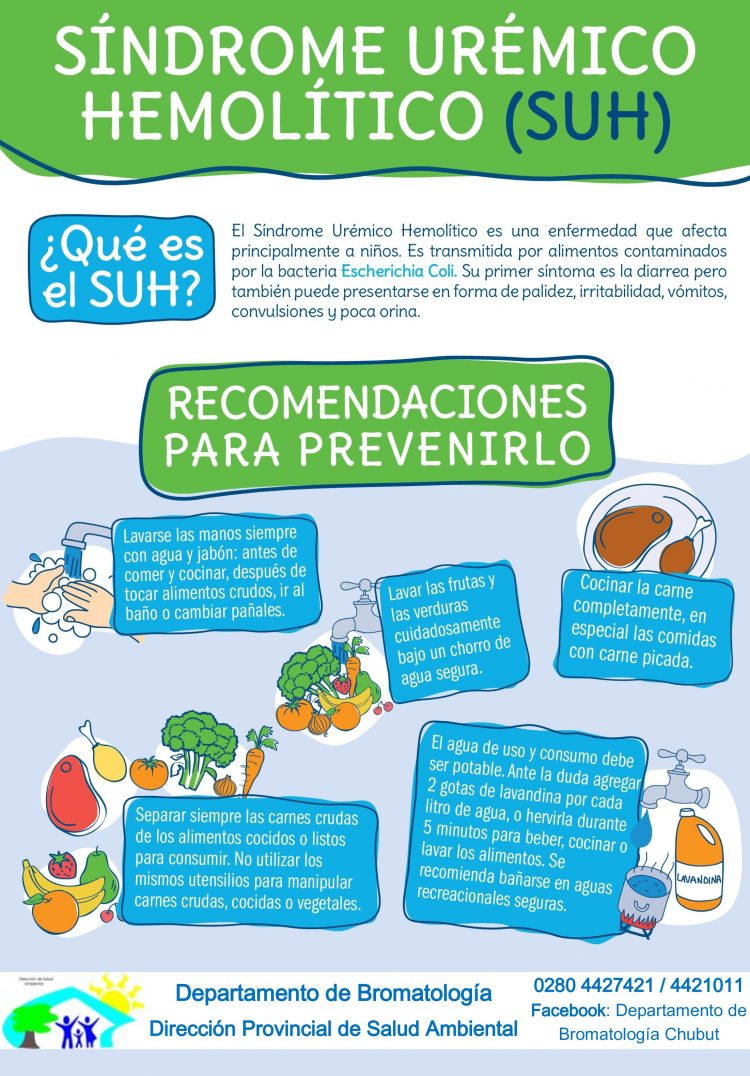 SÍNDROME URÉMICO
HEMOLÍTICO (SUH)
¿Qué es
el SUH?
El Síndrome Urémico Hemolítico es una enfermedad que afecta
principalmente a niños. Es transmitida por alimentos contaminados
por la bacteria Escherichia Coli. Su primer síntoma es la diarrea pero
también puede presentarse en forma de palidez, irritabilidad, vómitos,
convulsiones y poca orina.
RECOMENDACIONES
PARA PREVENIRLO
Lavarse las manos siempre
con agua y jabón: antes de
comer y cocinar, después de
tocar alimentos crudos, ir al
baño o cambiar pañales.
Lavar las frutas y
las verduras
cuidadosamente
bajo un chorro de
agua segura.
Cocinar la carne
completamente, en
especial las comidas
con carne picada.
Separar siempre las carnes crudas
de los alimentos cocidos o listos
para consumir. No utilizar los
mismos utensilios para manipular
carnes crudas, cocidas o vegetales.
El agua de uso y consumo debe
ser potable. Ante la duda agregar
2 gotas de lavandina por cada
litro de agua, o hervirla durante
5 minutos para beber, cocinar o
lavar los alimentos. Se
recomienda bañarse en aguas
recreacionales seguras.
LAVANDINA
Dirección de Salud
Ambiental
Departamento de Bromatología
Dirección Provincial de Salud Ambiental
0280 4427421 / 4421011
Facebook: Departamento de
Bromatología Chubut